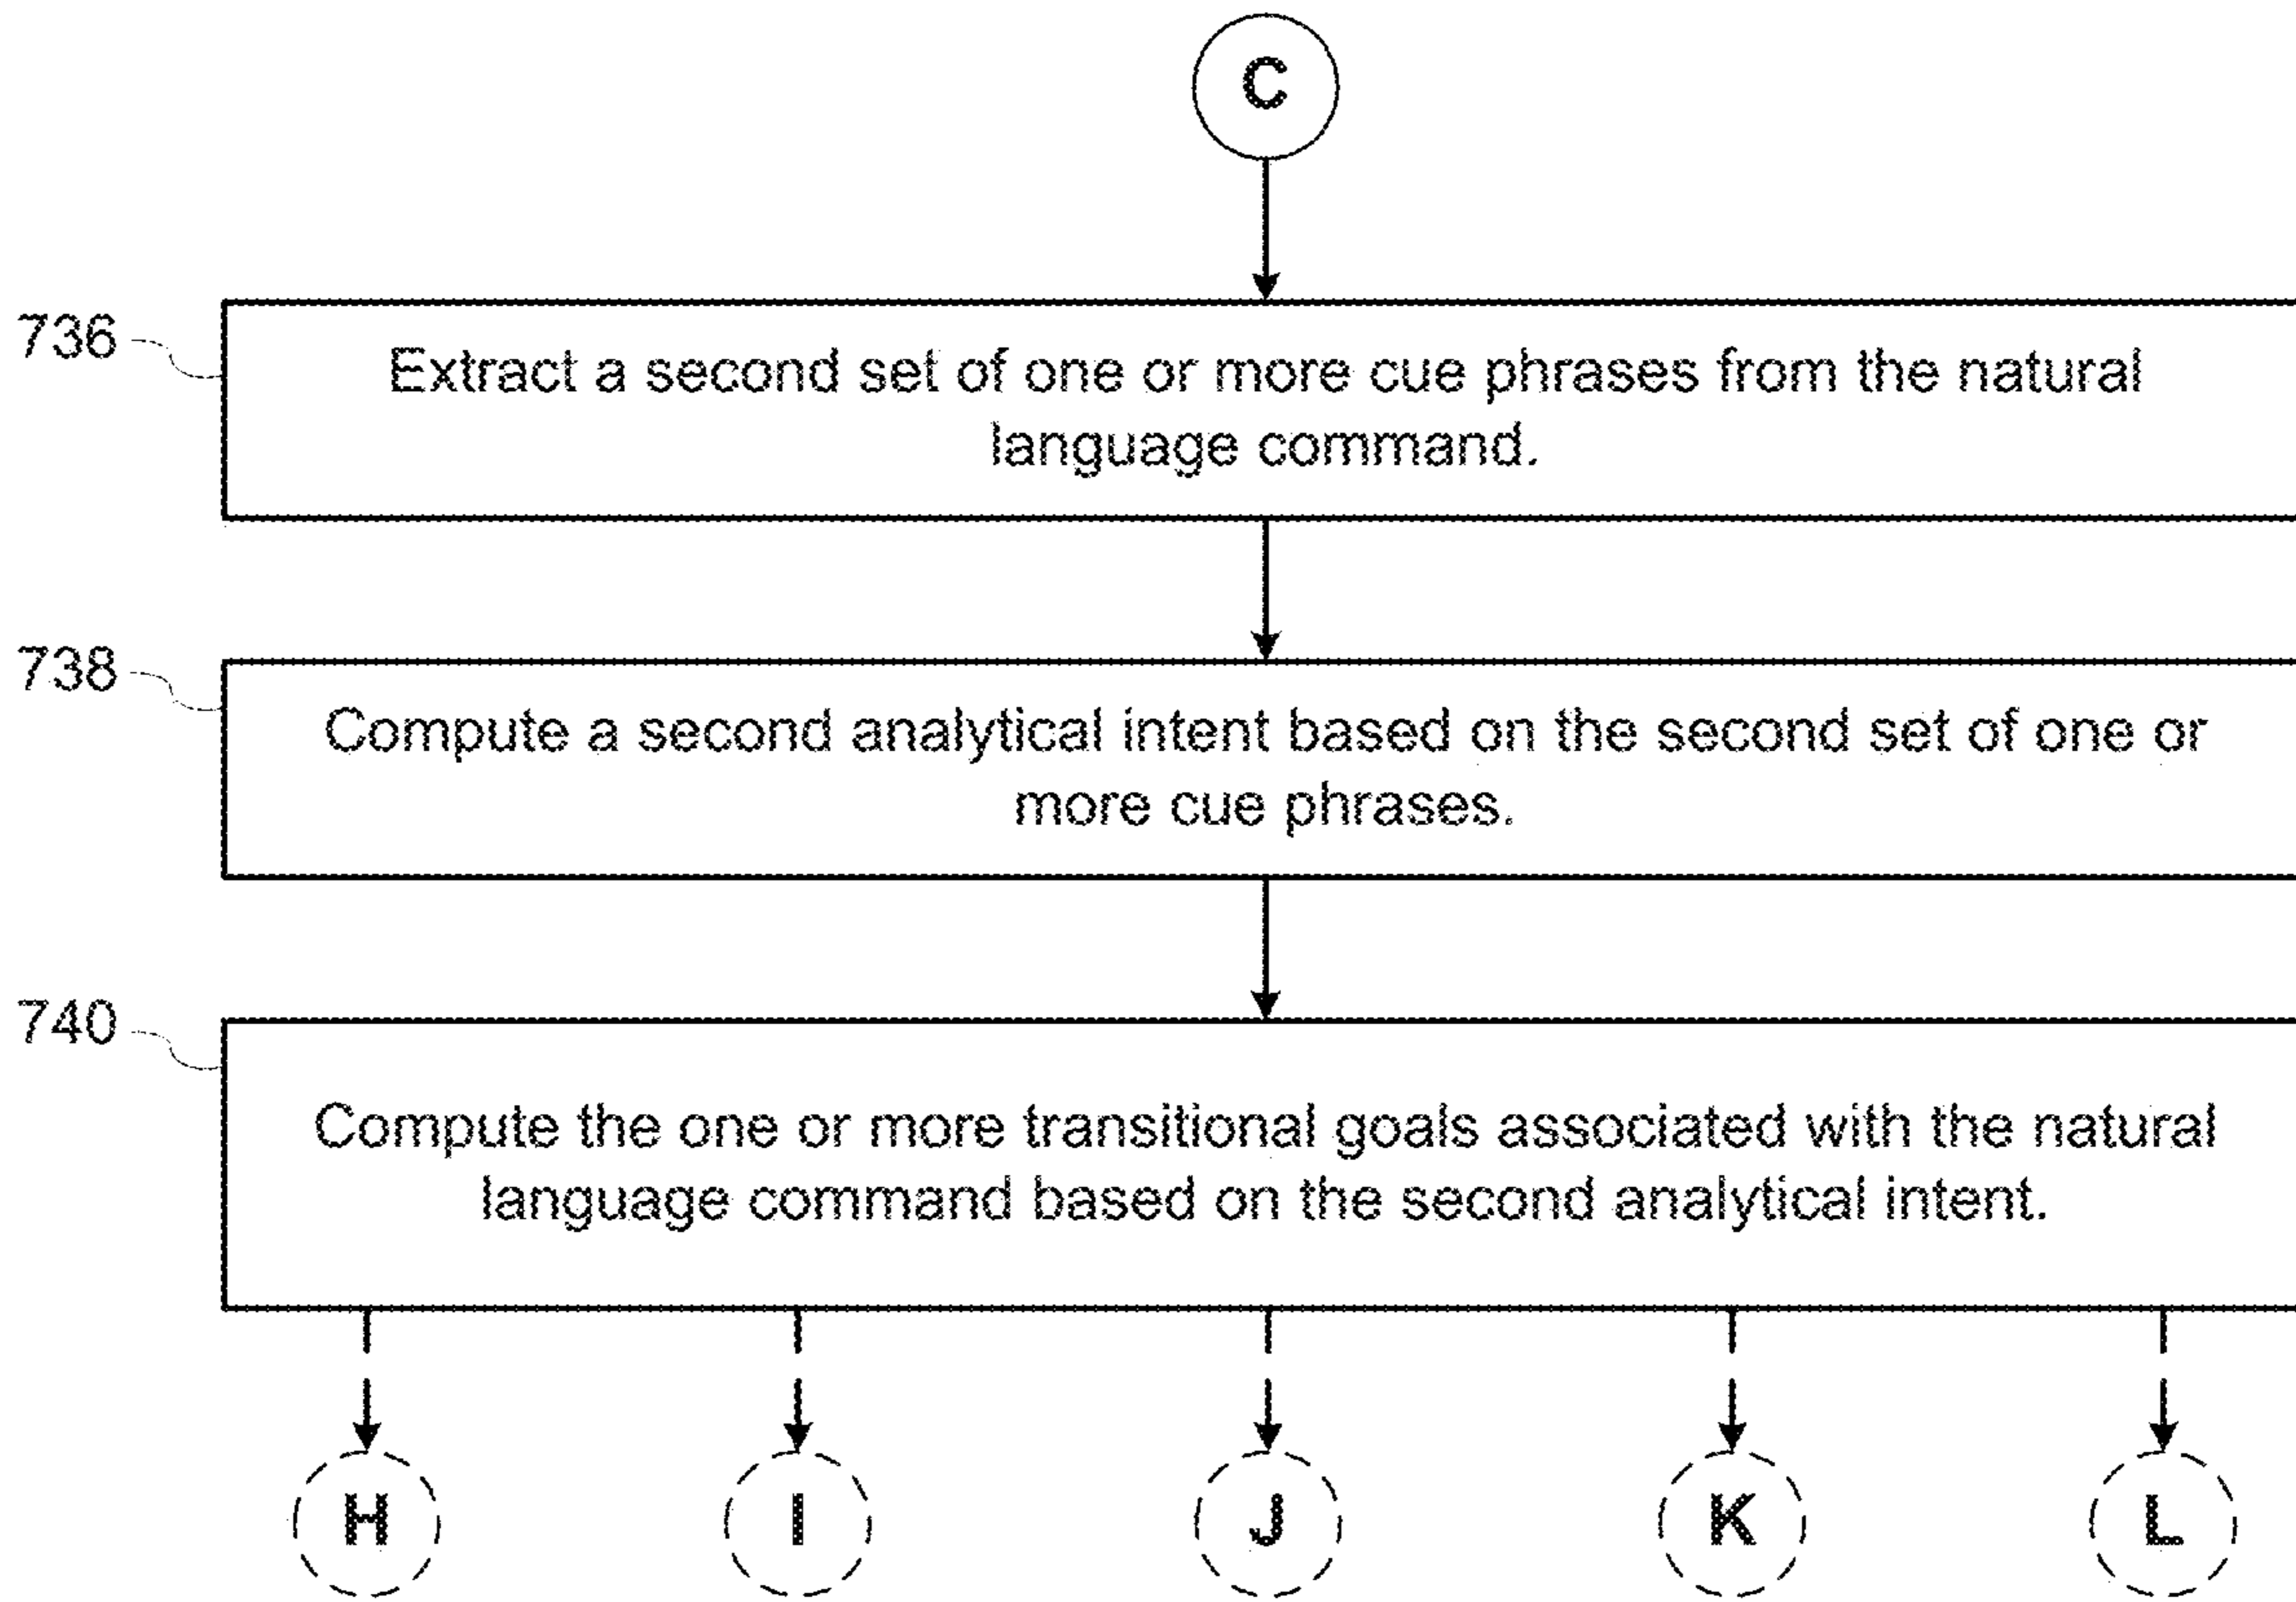 C
736
Extract a second set of one or more cue phrases from the natural
language command.
738
Compute a second analytical intent based on the second set of one or
more cue phrases.
740
Compute the one or more transitional goals associated with the natural
language command based on the second analytical intent.
H I J K L